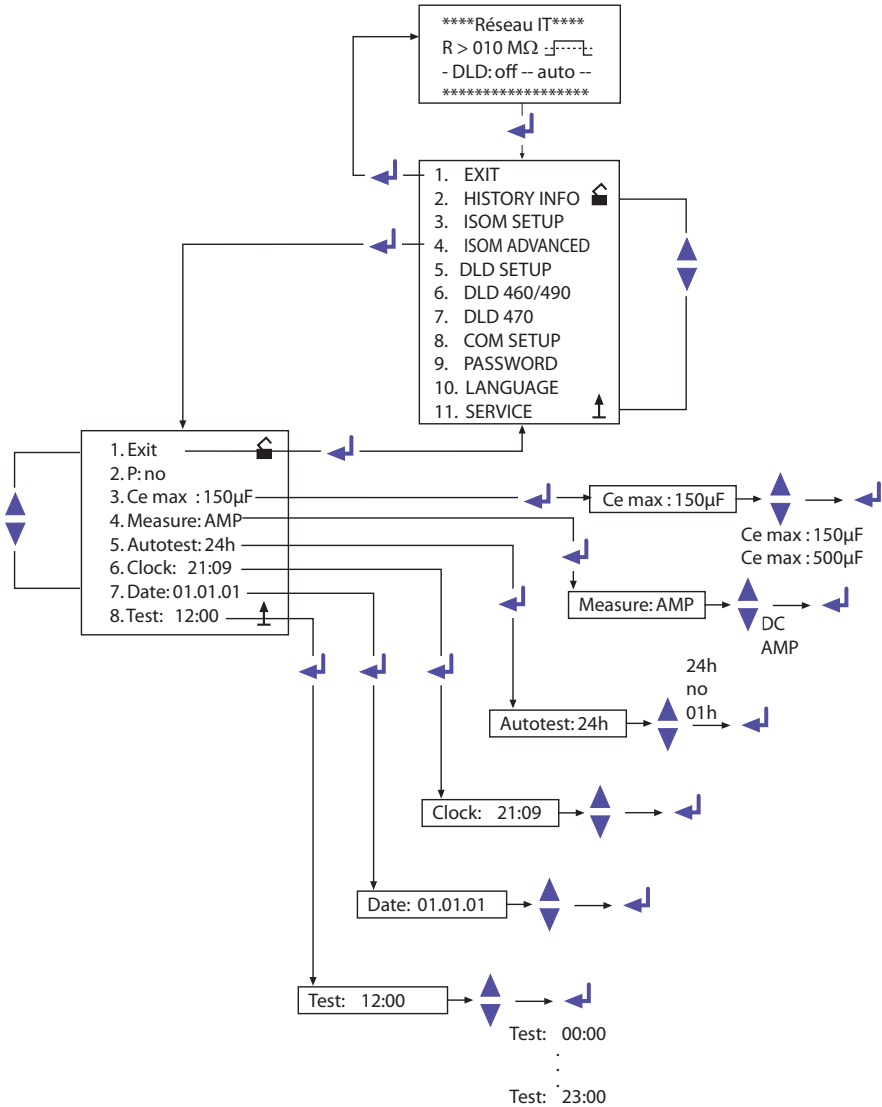 ****Réseau IT****
R > 010 MΩ
- DLD: off -- auto --
******************
1. EXIT
2. HISTORY INFO
3. ISOM SETUP
4. ISOM ADVANCED
5. DLD SETUP
6. DLD 460/490
7. DLD 470
8. COM SETUP
9. PASSWORD
10. LANGUAGE
11. SERVICE
1. Exit
2. P: no
3. Ce max : 150µF
4. Measure: AMP
5. Autotest: 24h
6. Clock: 21:09
7. Date: 01.01.01
8. Test: 12:00
Ce max : 150µF
Ce max : 150µF
Ce max : 500µF
Measure: AMP
DC
AMP
Autotest: 24h
24h
no
01h
Clock: 21:09
Date: 01.01.01
Test: 12:00
Test: 00:00
.
.
.
Test: 23:00